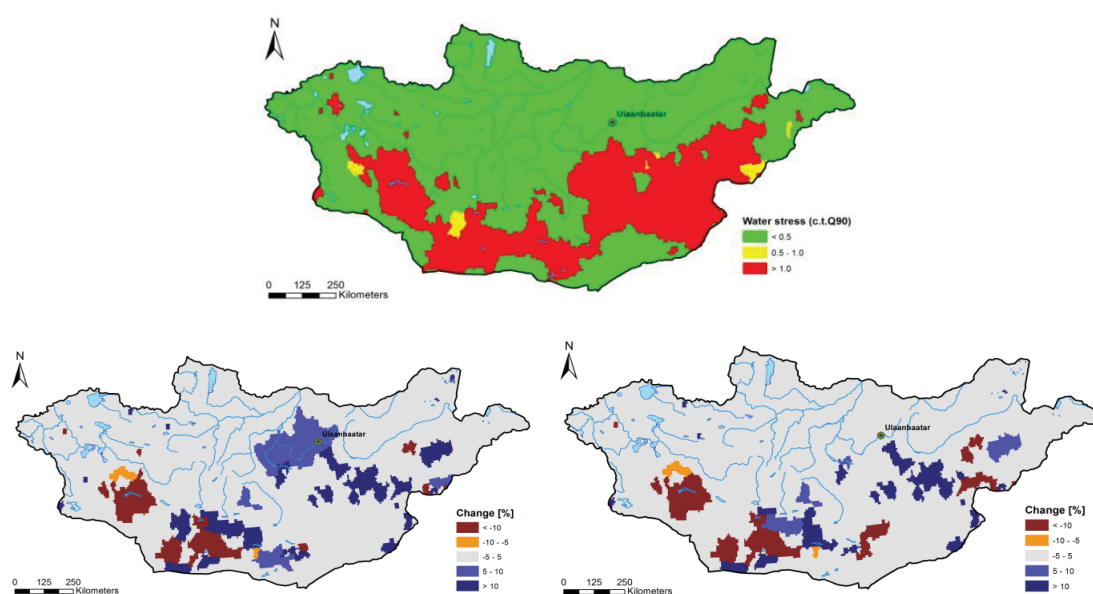 N
Ulaanbaatar
Water stress (c.t.Q90)
< 0.5
0.5 - 1.0
> 1.0
0 125 250
Kilometers
N
Ulaanbaatar
Change [%]
< -10
-10 - -5
-5 - 5
5 - 10
> 10
0 125 250
Kilometers
N
Ulaanbaatar
Change [%]
< -10
-10 - -5
-5 - 5
5 - 10
> 10
0 125 250
Kilometers